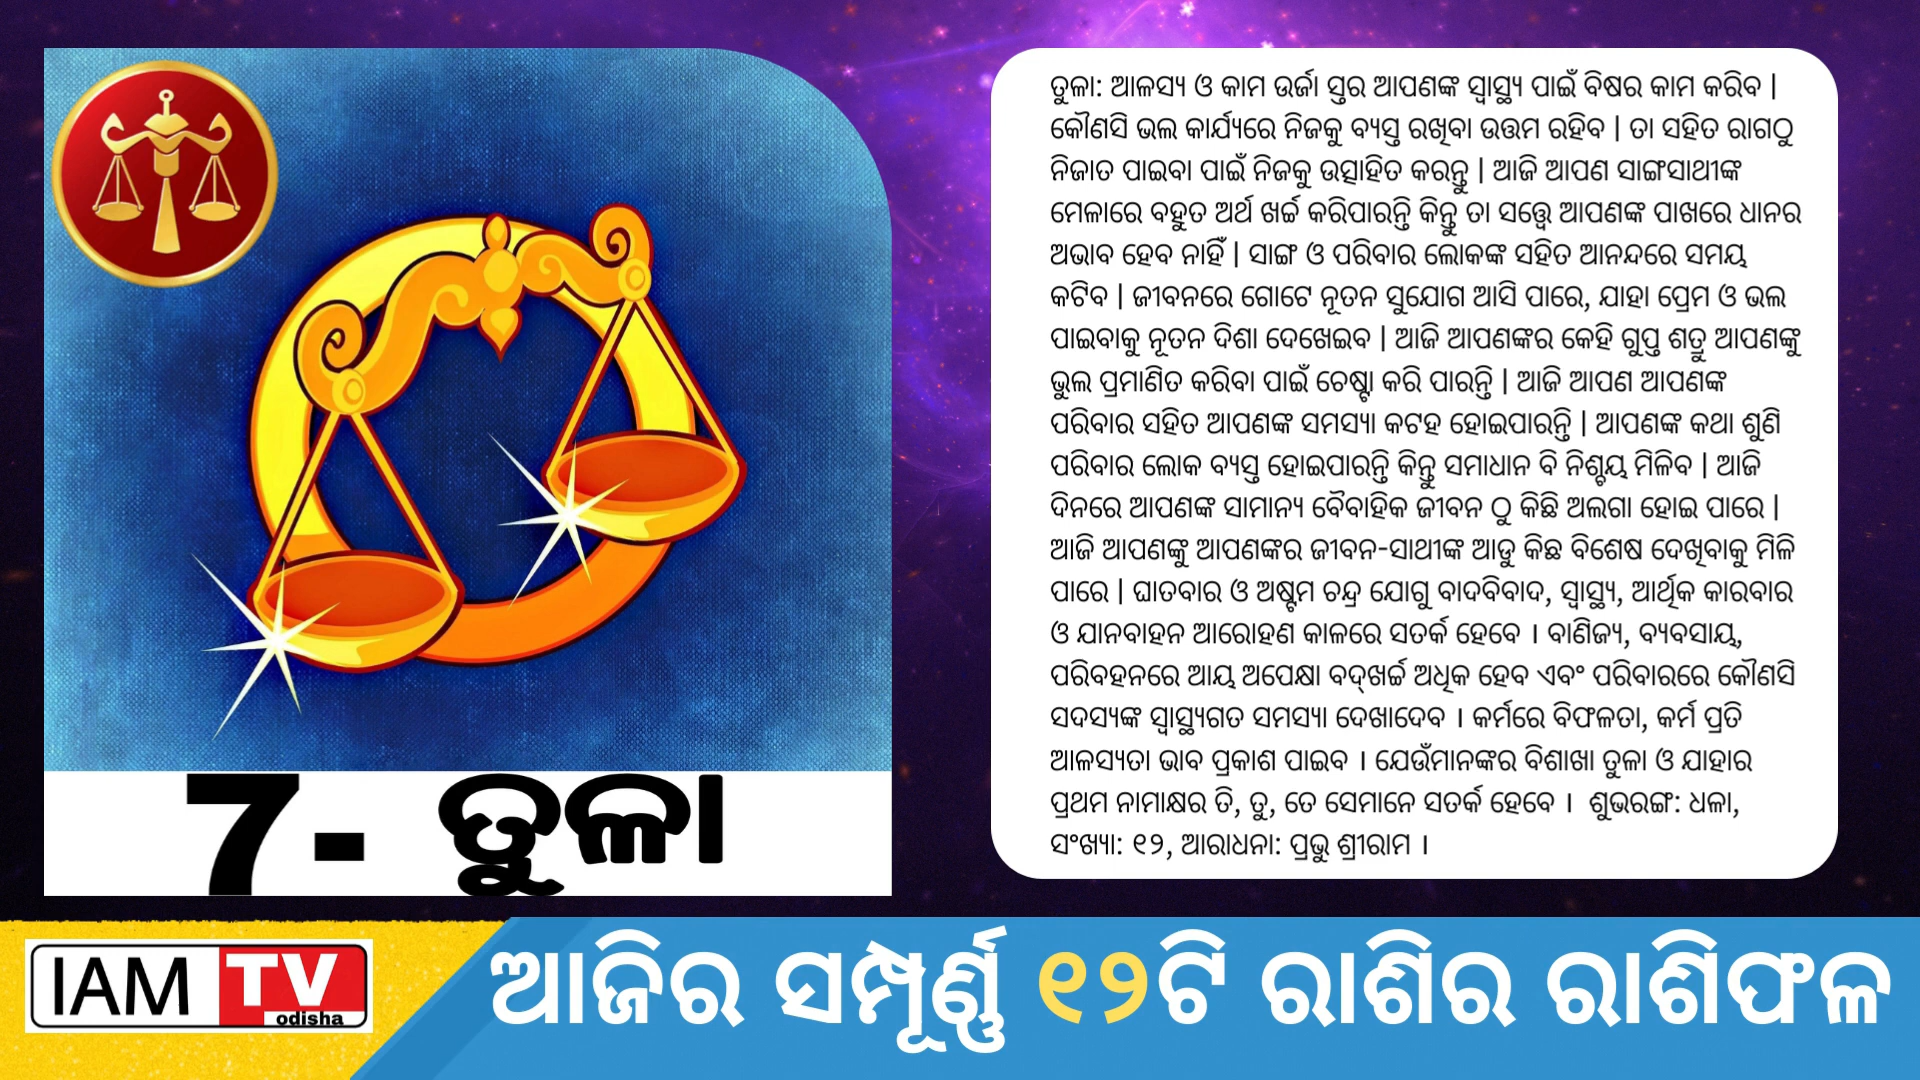 ତୁଳା: ଆଳସ୍ୟ ଓ କାମ ଉର୍ଜା ସ୍ତର ଆପଣଙ୍କ ସ୍ୱାସ୍ଥ୍ୟ ପାଇଁ ବିଷର କାମ କରିବ |
କୌଣସି ଭଲ କାର୍ଯ୍ୟରେ ନିଜକୁ ବ୍ୟସ୍ତ ରଖିବା ଉତ୍ତମ ରହିବ | ତା ସହିତ ରାଗଠୁ
ନିଜାତ ପାଇବା ପାଇଁ ନିଜକୁ ଉତ୍ସାହିତ କରନ୍ତୁ | ଆଜି ଆପଣ ସାଙ୍ଗସାଥୀଙ୍କ
ମେଳାରେ ବହୁତ ଅର୍ଥ ଖର୍ଚ୍ଚ କରିପାରନ୍ତି କିନ୍ତୁ ତା ସତ୍ତ୍ୱେ ଆପଣଙ୍କ ପାଖରେ ଧାନର
ଅଭାବ ହେବ ନାହିଁ | ସାଙ୍ଗ ଓ ପରିବାର ଲୋକଙ୍କ ସହିତ ଆନନ୍ଦରେ ସମୟ
କଟିବ | ଜୀବନରେ ଗୋଟେ ନୂତନ ସୁଯୋଗ ଆସି ପାରେ, ଯାହା ପ୍ରେମ ଓ ଭଲ
ପାଇବାକୁ ନୂତନ ଦିଶା ଦେଖେଇବ | ଆଜି ଆପଣଙ୍କର କେହି ଗୁପ୍ତ ଶତ୍ରୁ ଆପଣଙ୍କୁ
ଭୁଲ ପ୍ରମାଣିତ କରିବା ପାଇଁ ଚେଷ୍ଟା କରି ପାରନ୍ତି | ଆଜି ଆପଣ ଆପଣଙ୍କ
ପରିବାର ସହିତ ଆପଣଙ୍କ ସମସ୍ୟା କଟହ ହୋଇପାରନ୍ତି | ଆପଣଙ୍କ କଥା ଶୁଣି
ପରିବାର ଲୋକ ବ୍ୟସ୍ତ ହୋଇପାରନ୍ତି କିନ୍ତୁ ସମାଧାନ ବି ନିଶ୍ଚୟ ମିଳିବ | ଆଜି
ଦିନରେ ଆପଣଙ୍କ ସାମାନ୍ୟ ବୈବାହିକ ଜୀବନ ଠୁ କିଛି ଅଲଗା ହୋଇ ପାରେ |
ଆଜି ଆପଣଙ୍କୁ ଆପଣଙ୍କର ଜୀବନ-ସାଥୀଙ୍କ ଆଡୁ କିଛ ବିଶେଷ ଦେଖିବାକୁ ମିଳି
ପାରେ | ଘାତବାର ଓ ଅଷ୍ଟମ ଚନ୍ଦ୍ର ଯୋଗୁ ବାଦବିବାଦ, ସ୍ୱାସ୍ଥ୍ୟ, ଆର୍ଥିକ କାରବାର
ଓ ଯାନବାହନ ଆରୋହଣ କାଳରେ ସତର୍କ ହେବେ । ବାଣିଜ୍ୟ, ବ୍ୟବସାୟ,
ପରିବହନରେ ଆୟ ଅପେକ୍ଷା ବଦ୍‌ଖର୍ଚ୍ଚ ଅଧିକ ହେବ ଏବଂ ପରିବାରରେ କୌଣସି
ସଦସ୍ୟଙ୍କ ସ୍ୱାସ୍ଥ୍ୟଗତ ସମସ୍ୟା ଦେଖାଦେବ । କର୍ମରେ ବିଫଳତା, କର୍ମ ପ୍ରତି
ଆଳସ୍ୟତା ଭାବ ପ୍ରକାଶ ପାଇବ । ଯେଉଁମାନଙ୍କର ବିଶାଖା ତୁଳା ଓ ଯାହାର
ପ୍ରଥମ ନାମାକ୍ଷର ତି, ତୁ, ତେ ସେମାନେ ସତର୍କ ହେବେ । ଶୁଭରଙ୍ଗ: ଧଳା,
ସଂଖ୍ୟା: ୧୨, ଆରାଧନା: ପ୍ରଭୁ ଶ୍ରୀରାମ ।
7- ତୁଳା
IAM TV
odisha
ଆଜିର ସମ୍ପୂର୍ଣ୍ଣ ୧୨ଟି ରାଶିର ରାଶିଫଳ